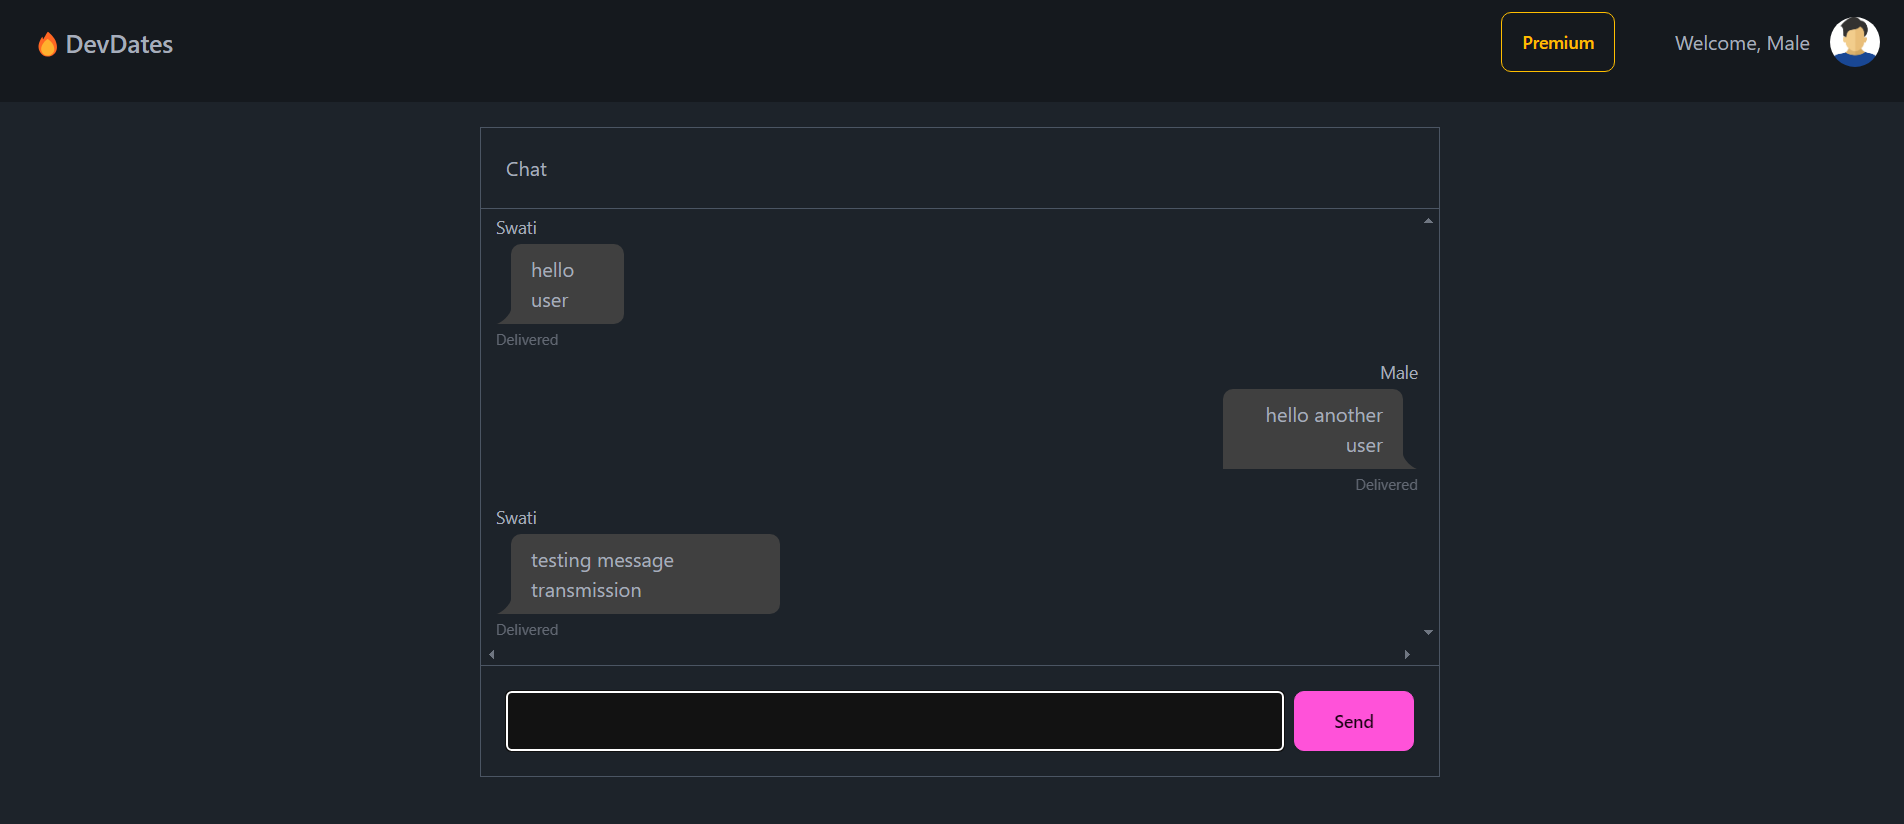 DevDates
Premium
Welcome, Male
Chat
Swati
hello
user
Delivered
Male
hello another
user
Delivered
Swati
testing message
transmission
Delivered
Send